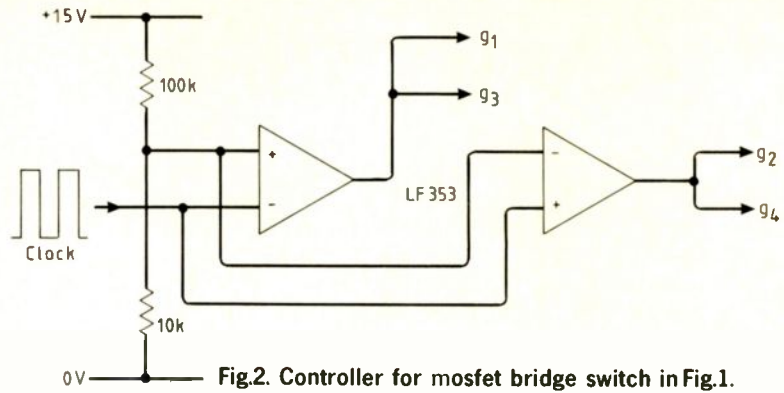 +15V
100k
g1
g3
+
-
LF353
-
+
g2
g4
Clock
10k
0V
Fig.2. Controller for mosfet bridge switch in Fig.1.